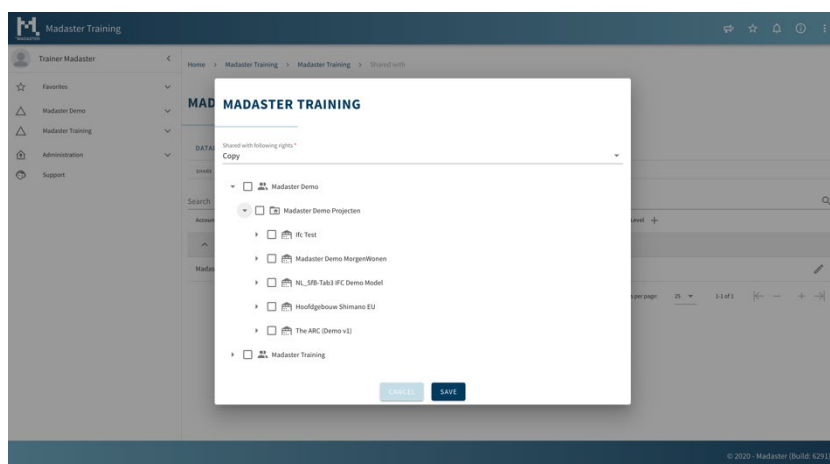 MADASTER
Madaster Training
Trainer Madaster
Home > Madaster Training > Madaster Training > Shared with
Favorites
Madaster Demo
Madaster Training
Administration
Support
MAD
MADASTER TRAINING
Shared with following rights *
Copy
Madaster Demo
Madaster Demo Projecten
Ifc Test
Madaster Demo MorgenWonen
NL_SfB-Tab3 IFC Demo Model
Hoofdgebouw Shimano EU
The ARC (Demo v1)
Madaster Training
CANCEL SAVE
Search
Level
Madas
per page: 25 1-1 of 1
© 2020 - Madaster (Build: 6291)